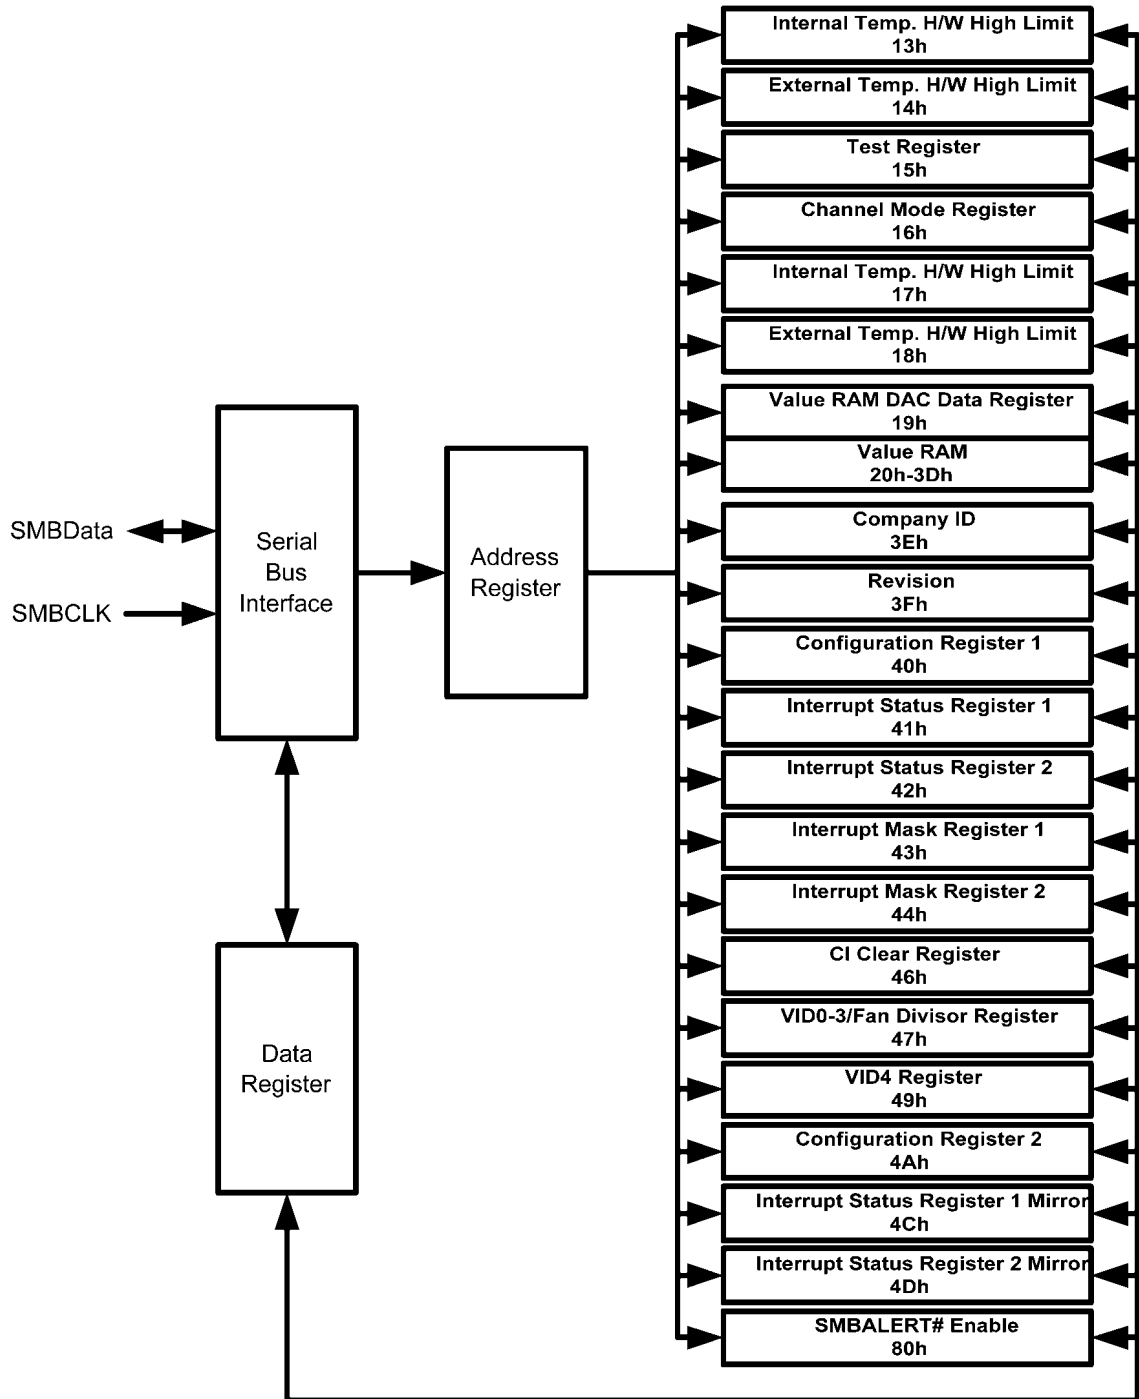 Internal Temp. H/W High Limit
13h
External Temp. H/W High Limit
14h
Test Register
15h
Channel Mode Register
16h
Internal Temp. H/W High Limit
17h
External Temp. H/W High Limit
18h
Value RAM DAC Data Register
19h
Value RAM
20h-3Dh
Company ID
3Eh
Revision
3Fh
Configuration Register 1
40h
Interrupt Status Register 1
41h
Interrupt Status Register 2
42h
Interrupt Mask Register 1
43h
Interrupt Mask Register 2
44h
CI Clear Register
46h
VID0-3/Fan Divisor Register
47h
VID4 Register
49h
Configuration Register 2
4Ah
Interrupt Status Register 1 Mirror
4Ch
Interrupt Status Register 2 Mirror
4Dh
SMBALERT# Enable
80h
SMBData
SMBCLK
Serial
Bus
Interface
Address
Register
Data
Register